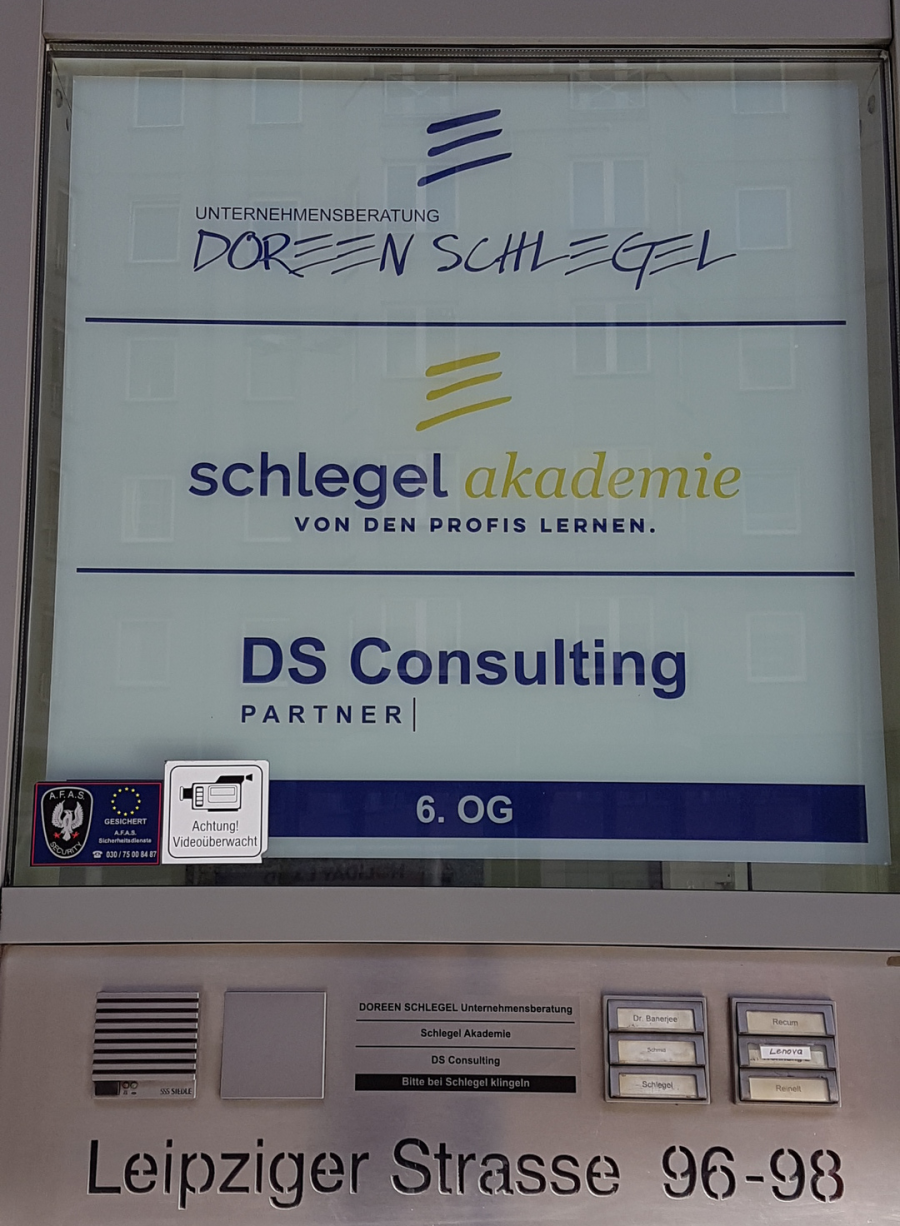 UNTERNEHMENSBERATUNG
DOREEN SCHLEGEL
schlegel akademie
VON DEN PROFIS LERNEN.
DS Consulting
PARTNER
6. OG
A.F.A.S.
SECURITY
GESICHERT
A.F.A.S.
Sicherheitsdienste
☎ 030 / 75 00 84 87
Achtung!
Videoüberwacht
DOREEN SCHLEGEL Unternehmensberatung
Schlegel Akademie
DS Consulting
Bitte bei Schlegel klingeln
SSS SIEDLE
Dr. Banerjee
Schlegel
Recum
Lenova
Reinelt
Leipziger Strasse 96-98